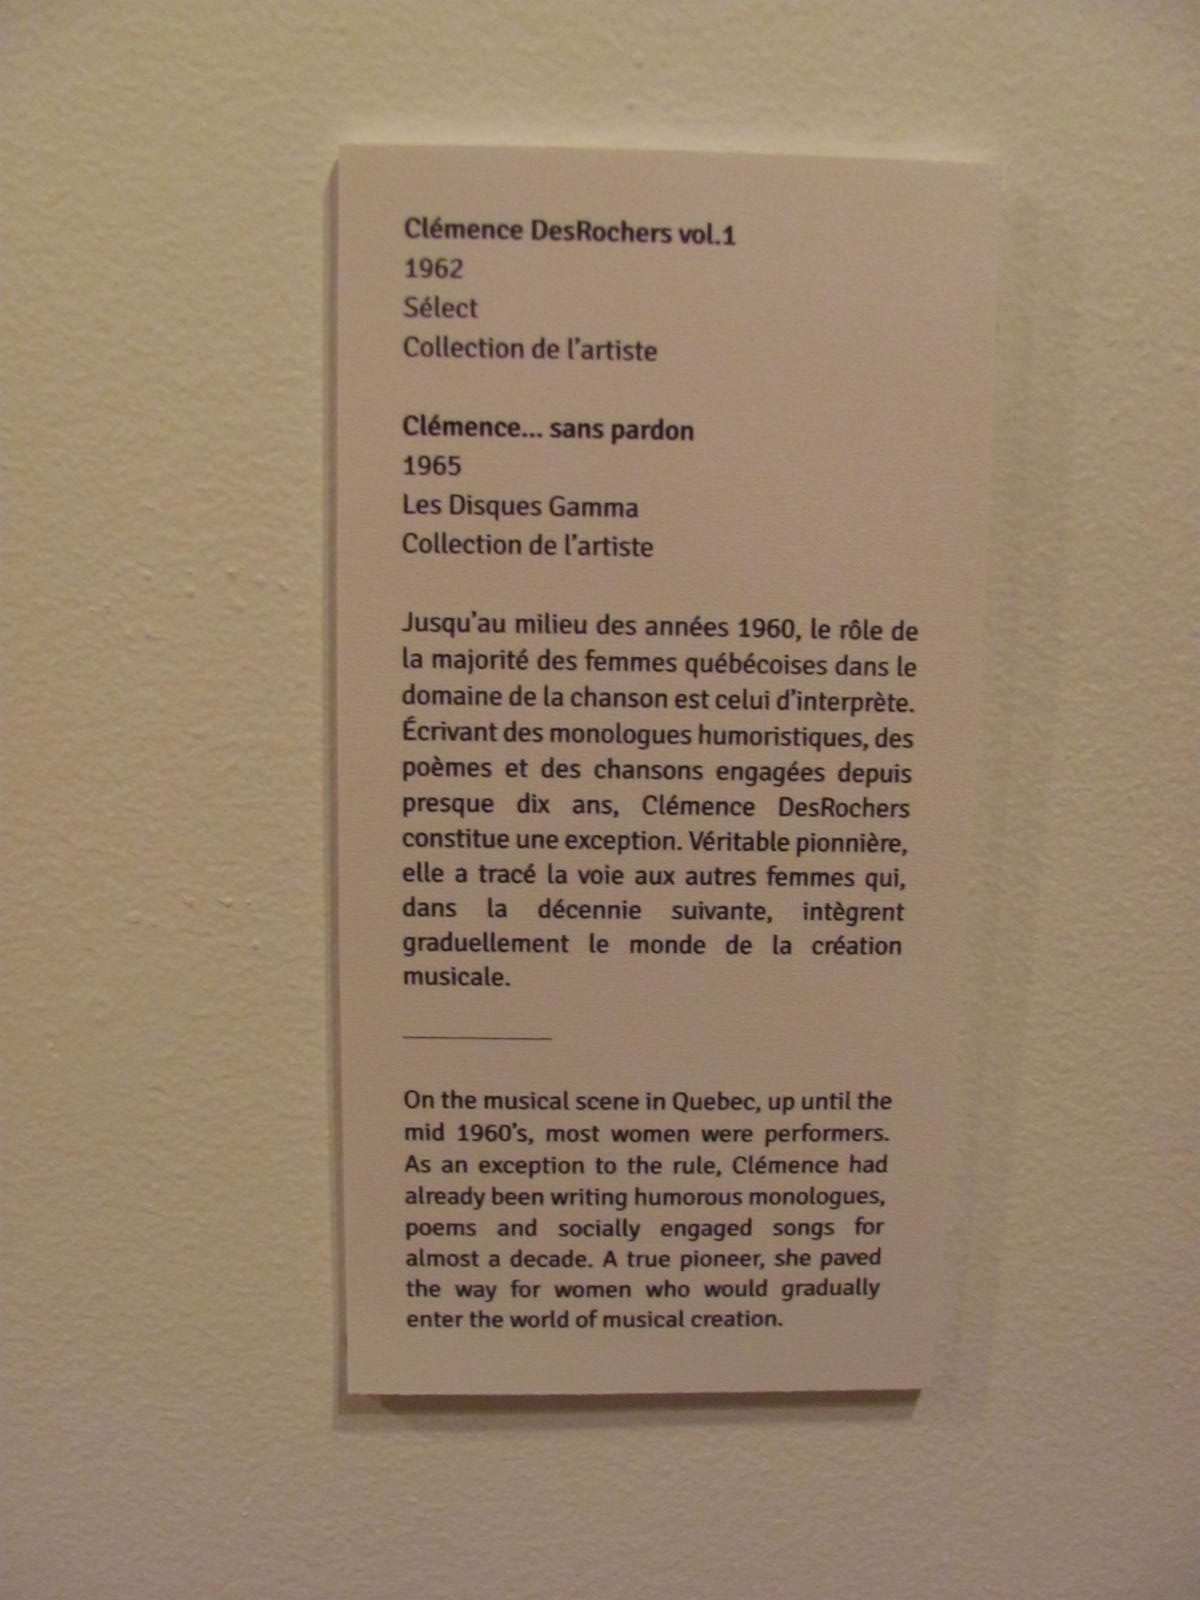 Clémence DesRochers vol.1
1962
Sélect
Collection de l'artiste
Clémence... sans pardon
1965
Les Disques Gamma
Collection de l'artiste
Jusqu'au milieu des années 1960, le rôle de
la majorité des femmes québécoises dans le
domaine de la chanson est celui d'interprète.
Écrivant des monologues humoristiques, des
poèmes et des chansons engagées depuis
presque dix ans, Clémence DesRochers
constitue une exception. Véritable pionnière,
elle a tracé la voie aux autres femmes qui,
dans la décennie suivante, intègrent
graduellement le monde de la création
musicale.
On the musical scene in Quebec, up until the
mid 1960's, most women were performers.
As an exception to the rule, Clémence had
already been writing humorous monologues,
poems and socially engaged songs for
almost a decade. A true pioneer, she paved
the way for women who would gradually
enter the world of musical creation.